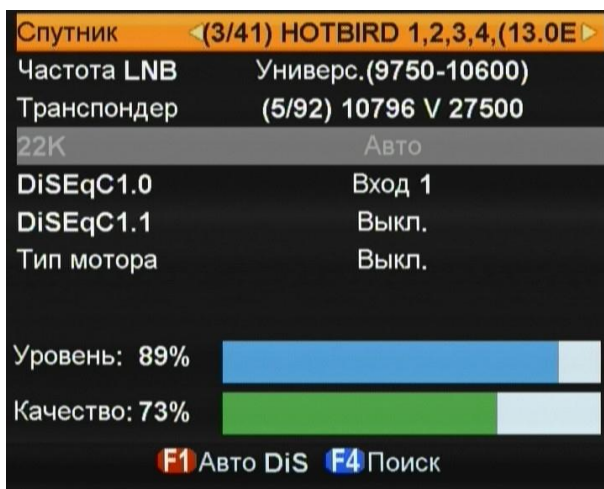 Спутник (3/41) HOTBIRD 1,2,3,4,(13.0E
Частота LNB Универс.(9750-10600)
Транспондер (5/92) 10796 V 27500
22K Авто
DiSEqC1.0 Вход 1
DiSEqC1.1 Выкл.
Тип мотора Выкл.
Уровень: 89%
Качество: 73%
F1 Авто DiS F4 Поиск